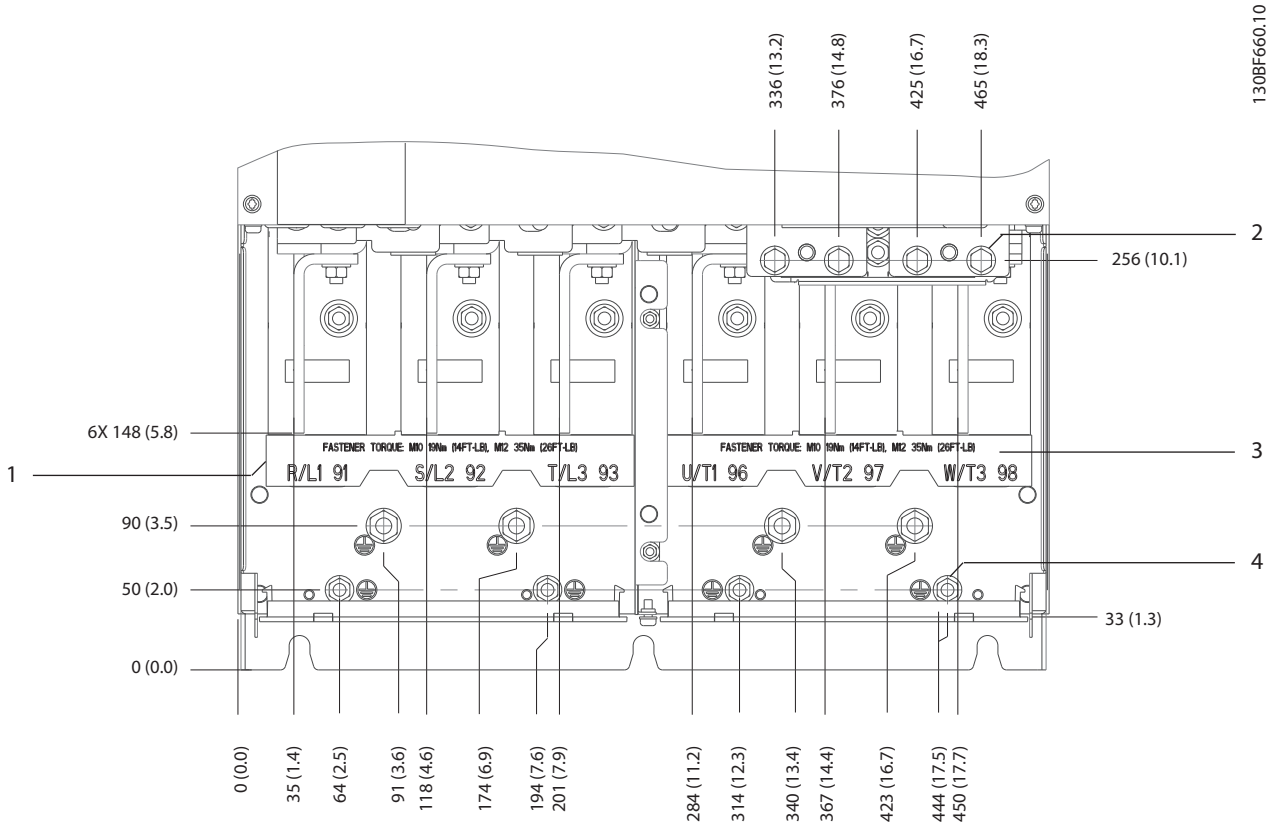 130BF660.10
336 (13.2)
376 (14.8)
425 (16.7)
465 (18.3)
2
256 (10.1)
6X 148 (5.8)
FASTENER TORQUE: M10 19Nm (14FT-LB), M12 35Nm (26FT-LB)
FASTENER TORQUE: M10 19Nm (14FT-LB), M12 35Nm (26FT-LB)
1
R/L1 91
S/L2 92
T/L3 93
U/T1 96
V/T2 97
W/T3 98
3
90 (3.5)
50 (2.0)
4
33 (1.3)
0 (0.0)
0 (0.0)
35 (1.4)
64 (2.5)
91 (3.6)
118 (4.6)
174 (6.9)
194 (7.6)
201 (7.9)
284 (11.2)
314 (12.3)
340 (13.4)
367 (14.4)
423 (16.7)
444 (17.5)
450 (17.7)